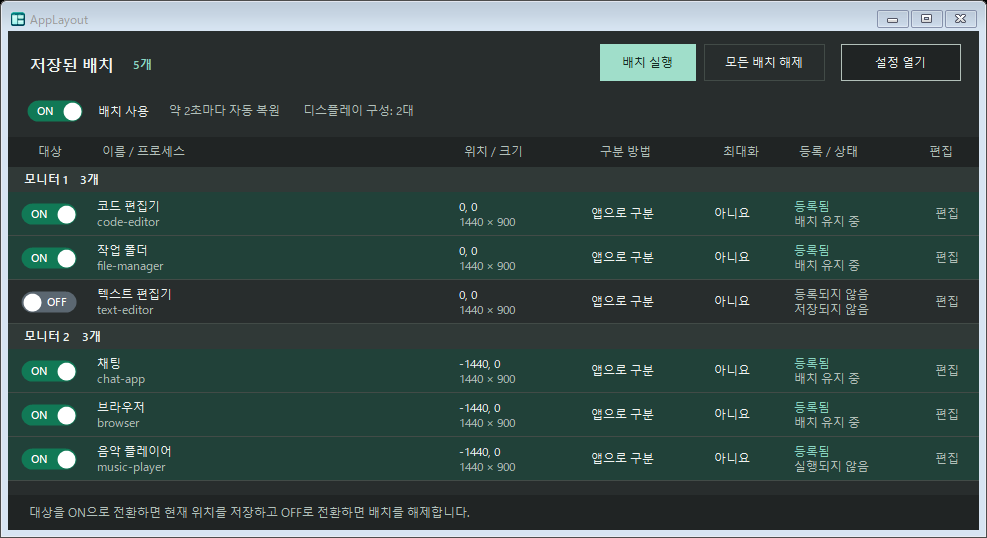 AppLayout
저장된 배치 5개 배치 실행 모든 배치 해제 설정 열기
ON 배치 사용 약 2초마다 자동 복원 디스플레이 구성: 2대
대상 이름 / 프로세스 위치 / 크기 구분 방법 최대화 등록 / 상태 편집
모니터 1 3개
ON 코드 편집기 0, 0 앱으로 구분 아니요 등록됨 편집
code-editor 1440 × 900 배치 유지 중
ON 작업 폴더 0, 0 앱으로 구분 아니요 등록됨 편집
file-manager 1440 × 900 배치 유지 중
OFF 텍스트 편집기 0, 0 앱으로 구분 아니요 등록되지 않음 편집
text-editor 1440 × 900 저장되지 않음
모니터 2 3개
ON 채팅 -1440, 0 앱으로 구분 아니요 등록됨 편집
chat-app 1440 × 900 배치 유지 중
ON 브라우저 -1440, 0 앱으로 구분 아니요 등록됨 편집
browser 1440 × 900 배치 유지 중
ON 음악 플레이어 -1440, 0 앱으로 구분 아니요 등록됨 편집
music-player 1440 × 900 실행되지 않음
대상을 ON으로 전환하면 현재 위치를 저장하고 OFF로 전환하면 배치를 해제합니다.